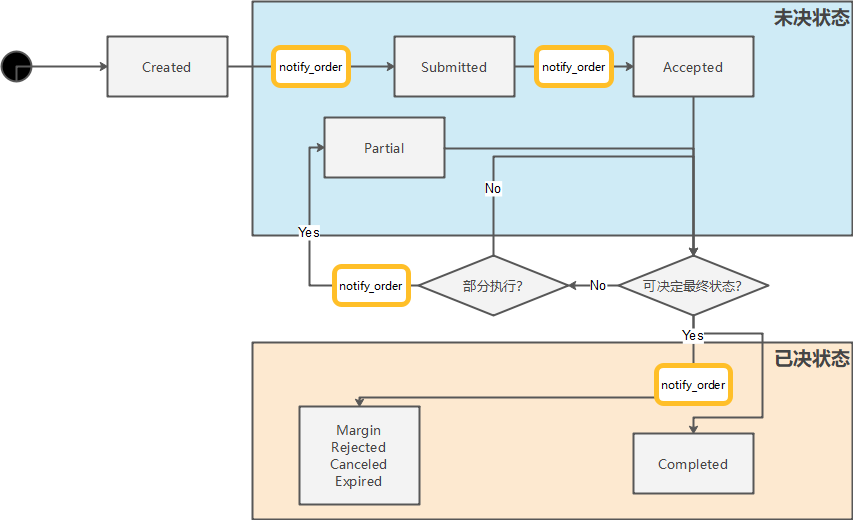 未决状态
Created
notify_order
Submitted
notify_order
Accepted
Partial
No
Yes
notify_order
部分执行?
No
可决定最终状态?
Yes
已决状态
notify_order
Margin
Rejected
Canceled
Expired
Completed